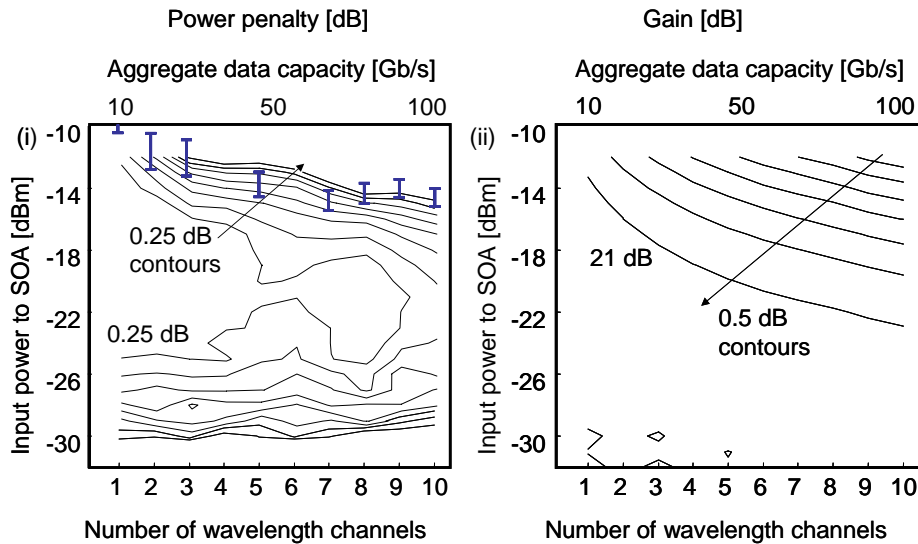 Power penalty [dB]
Aggregate data capacity [Gb/s]
10 50 100
(i)
-10
-14
-18
-22
-26
-30
Input power to SOA [dBm]
0.25 dB
contours
0.25 dB
1 2 3 4 5 6 7 8 9 10
Number of wavelength channels
Gain [dB]
Aggregate data capacity [Gb/s]
10 50 100
(ii)
-10
-14
-18
-22
-26
-30
Input power to SOA [dBm]
21 dB
0.5 dB
contours
1 2 3 4 5 6 7 8 9 10
Number of wavelength channels